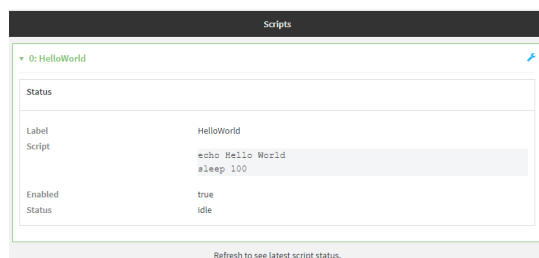 Scripts
0: HelloWorld
Status
Label HelloWorld
Script
echo Hello World
sleep 100
Enabled true
Status idle
Refresh to see latest script status.